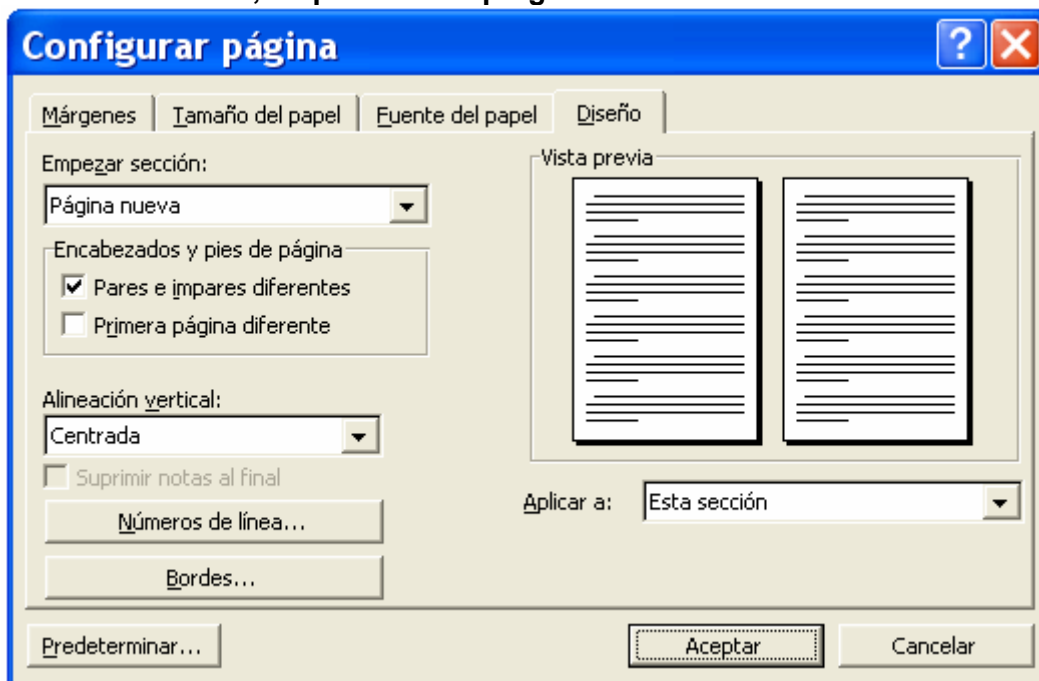 Configurar página
Márgenes Tamaño del papel Fuente del papel Diseño
Empezar sección:
Página nueva
Encabezados y pies de página
Pares e impares diferentes
Primera página diferente
Alineación vertical:
Centrada
Suprimir notas al final
Números de línea...
Bordes...
Vista previa
Aplicar a: Esta sección
Predeterminar... Aceptar Cancelar